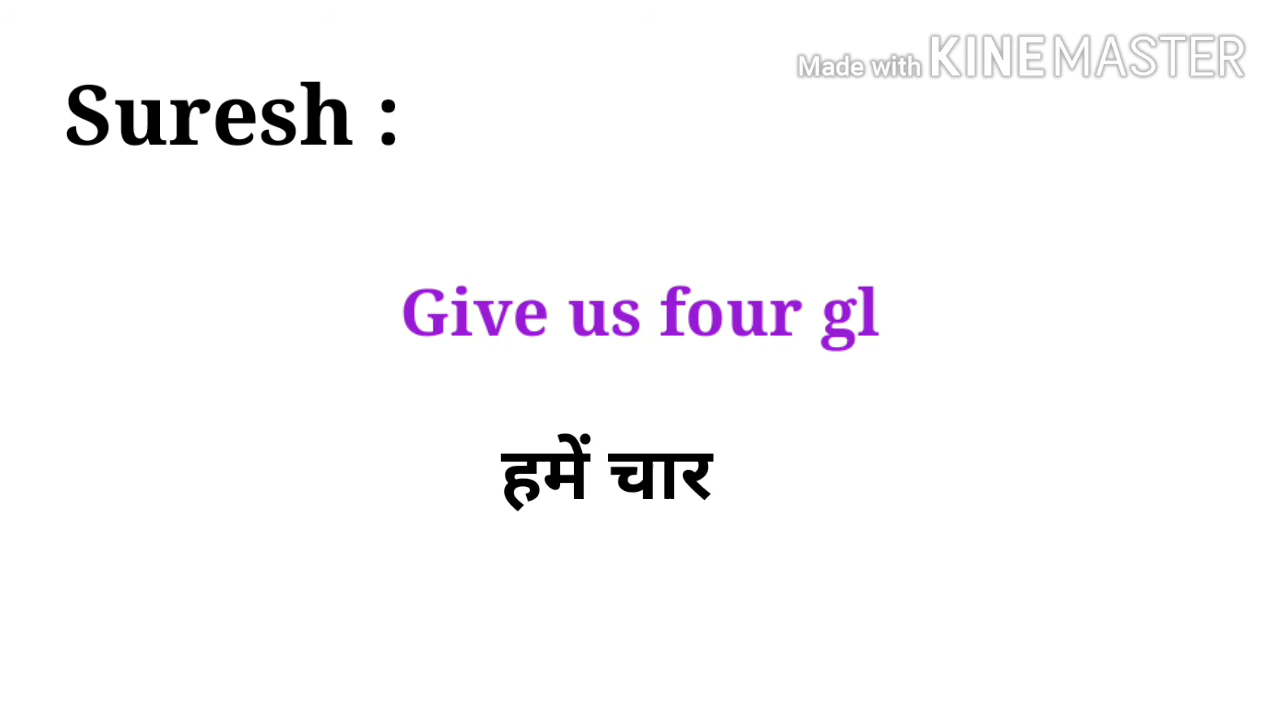 Made with KINEMASTER
Suresh :
Give us four gl
हमें चार